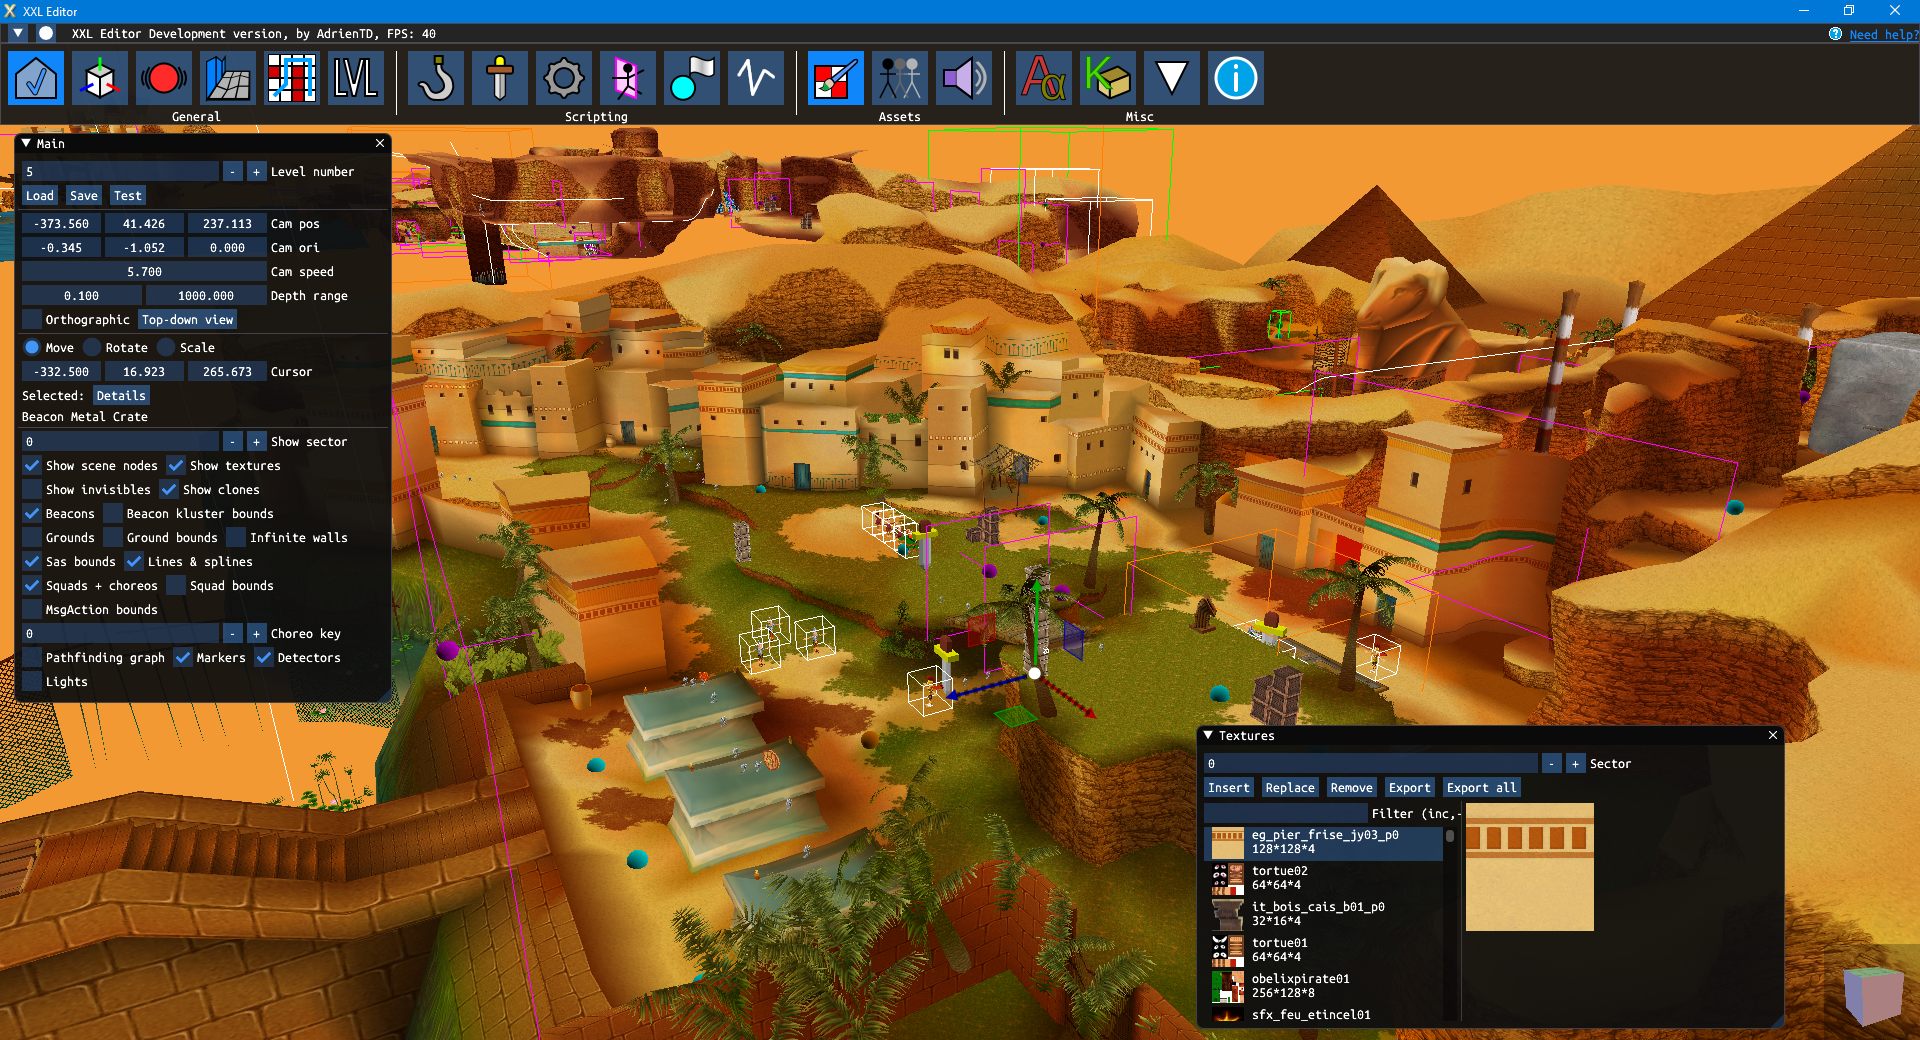 XXL Editor
XXL Editor Development version, by AdrienTD, FPS: 40
Need help?
LVL
Aα
K
General
Scripting
Assets
Misc
Main
5 - + Level number
Load Save Test
-373.560 41.426 237.113 Cam pos
-0.345 -1.052 0.000 Cam ori
5.700 Cam speed
0.100 1000.000 Depth range
Orthographic Top-down view
Move Rotate Scale
-332.500 16.923 265.673 Cursor
Selected: Details
Beacon Metal Crate
0 - + Show sector
Show scene nodes Show textures
Show invisibles Show clones
Beacons Beacon kluster bounds
Grounds Ground bounds Infinite walls
Sas bounds Lines & splines
Squads + choreos Squad bounds
MsgAction bounds
0 - + Choreo key
Pathfinding graph Markers Detectors
Lights
Textures
0 - + Sector
Insert Replace Remove Export Export all
Filter (inc,-
eg_pier_frise_jy03_p0
128*128*4
tortue02
64*64*4
it_bois_cais_b01_p0
32*16*4
tortue01
64*64*4
obelixpirate01
256*128*8
sfx_feu_etincel01